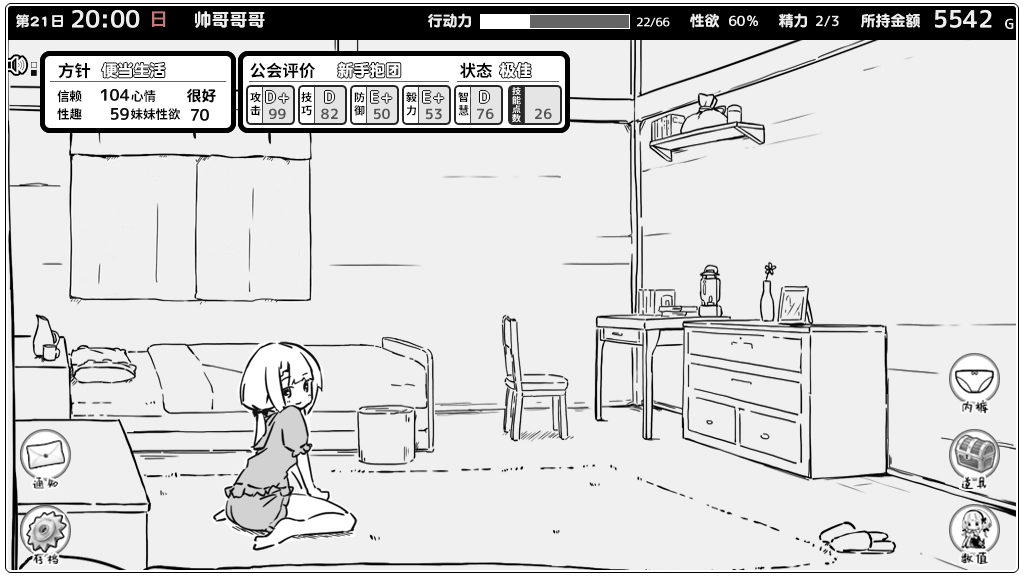 第21日 20:00 日 帅哥哥哥 行动力 22/66 性欲 60% 精力 2/3 所持金额 5542 G
方针 便当生活
信赖 104 心情 很好
性趣 59 妹妹性欲 70
公会评价 新手抱团 状态 极佳
攻击 D+ 99 技巧 D 82 防御 E+ 50 毅力 E+ 53 智慧 D 76 技能点数 26
内裤
通知
道具
存档
数值